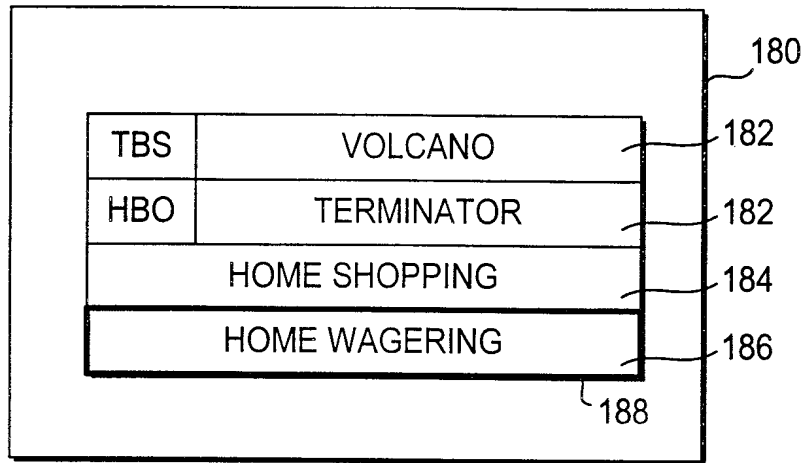 180
TBS VOLCANO 182
HBO TERMINATOR 182
HOME SHOPPING 184
HOME WAGERING 186
188